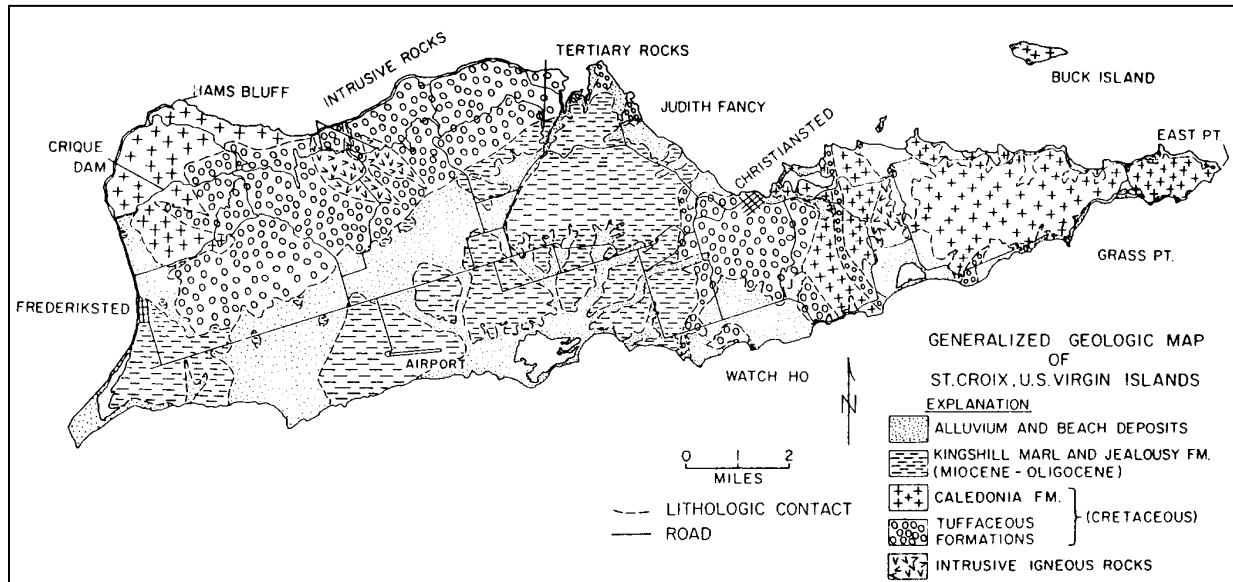 TERTIARY ROCKS
INTRUSIVE ROCKS
HAMS BLUFF
BUCK ISLAND
JUDITH FANCY
CRIQUE
DAM
CHRISTIANSTED
EAST PT.
GRASS PT.
FREDERIKSTED
AIRPORT
WATCH HO
N
0 1 2
MILES
LITHOLOGIC CONTACT
ROAD
GENERALIZED GEOLOGIC MAP
OF
ST. CROIX, U.S. VIRGIN ISLANDS
EXPLANATION
ALLUVIUM AND BEACH DEPOSITS
KINGSHILL MARL AND JEALOUSY FM.
(MIOCENE - OLIGOCENE)
CALEDONIA FM.
TUFFACEOUS
FORMATIONS
(CRETACEOUS)
INTRUSIVE IGNEOUS ROCKS